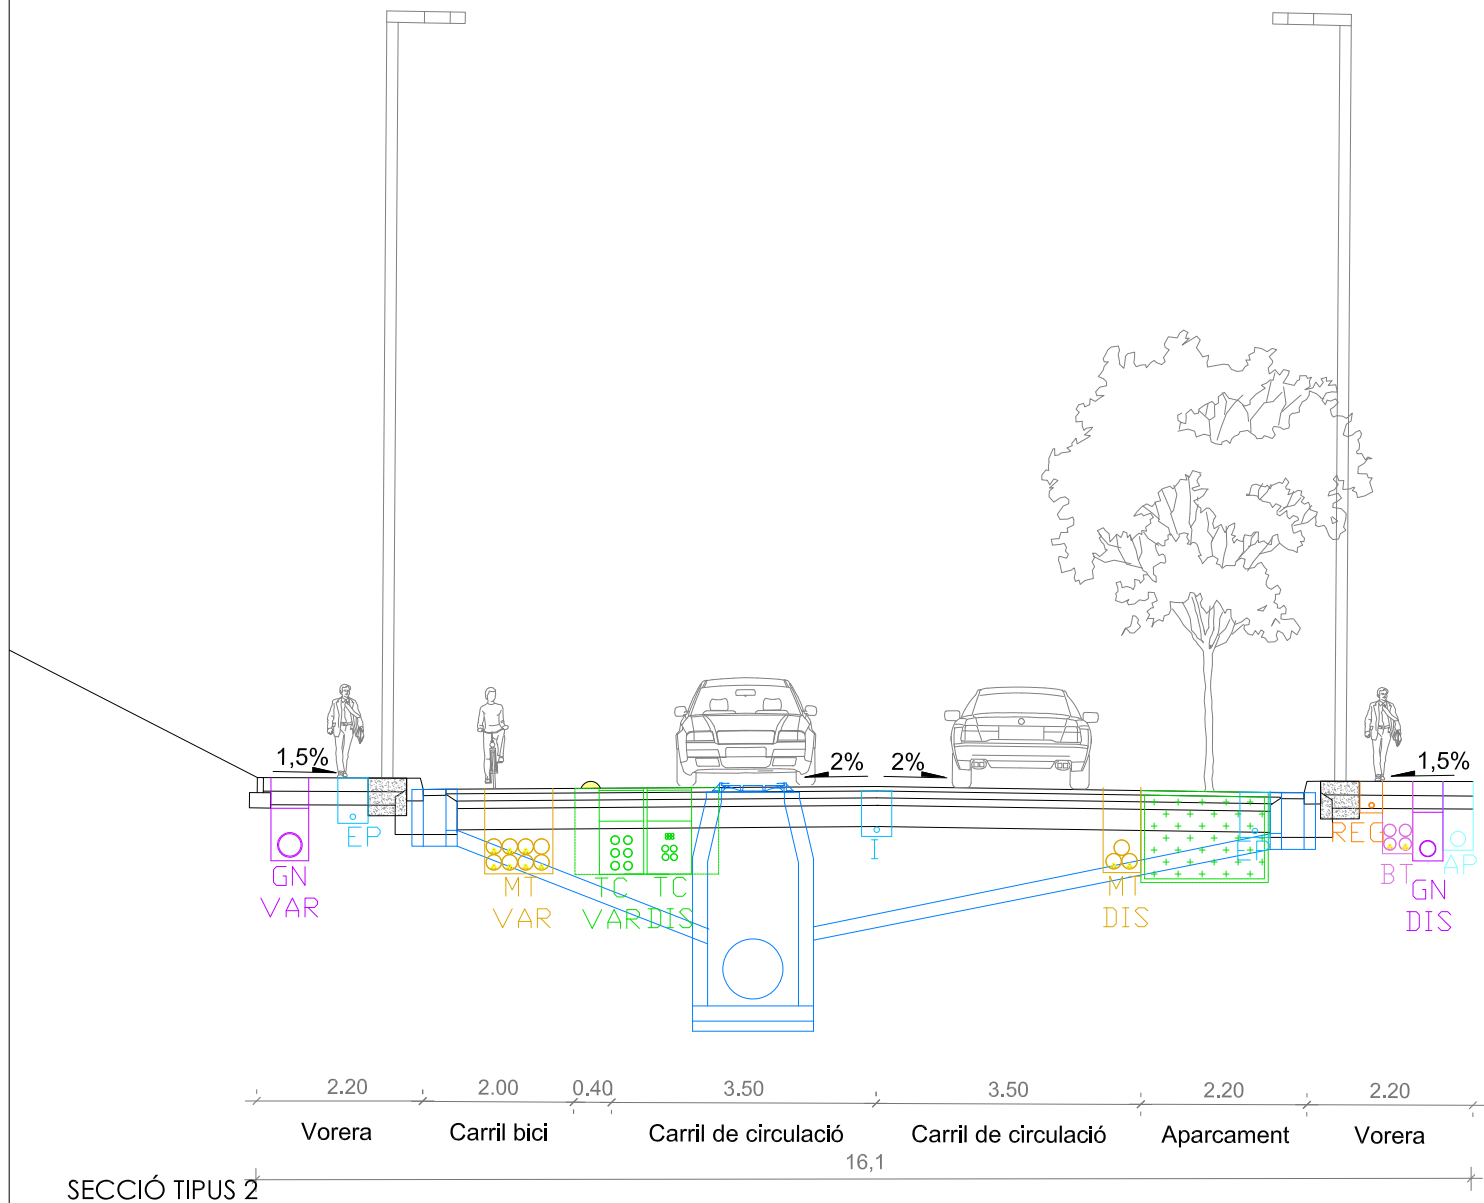 1,5%
2%
2%
1,5%
EP
I
EP
REG
GN
VAR
MT
VAR
TC
VAR
TC
DIS
MT
DIS
BT
GN
DIS
AP
2.20
2.00
0.40
3.50
3.50
2.20
2.20
Vorera
Carril bici
Carril de circulació
Carril de circulació
Aparcament
Vorera
16,1
SECCIÓ TIPUS 2